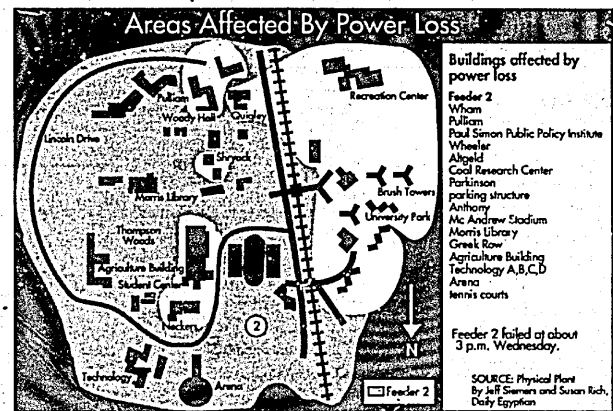 Areas Affected By Power Loss
Pulliam
Woody Hall
Quigley
Recreation Center
Lincoln Drive
Shryock
Morris Library
Brush Towers
University Park
Thompson
Woods
Agriculture Building
Student Center
Neckers
2
Technology
Arena
N
Feeder 2
Buildings affected by
power loss
Feeder 2
Wham
Pulliam
Paul Simon Public Policy Institute
Wheeler
Altgeld
Coal Research Center
Parkinson
parking structure
Anthony
Mc Andrew Stadium
Morris Library
Greek Row
Agriculture Building
Technology A,B,C,D
Arena
tennis courts
Feeder 2 failed at about
3 p.m. Wednesday.
SOURCE: Physical Plant
By Jeff Siemers and Susan Rich,
Daily Egyptian